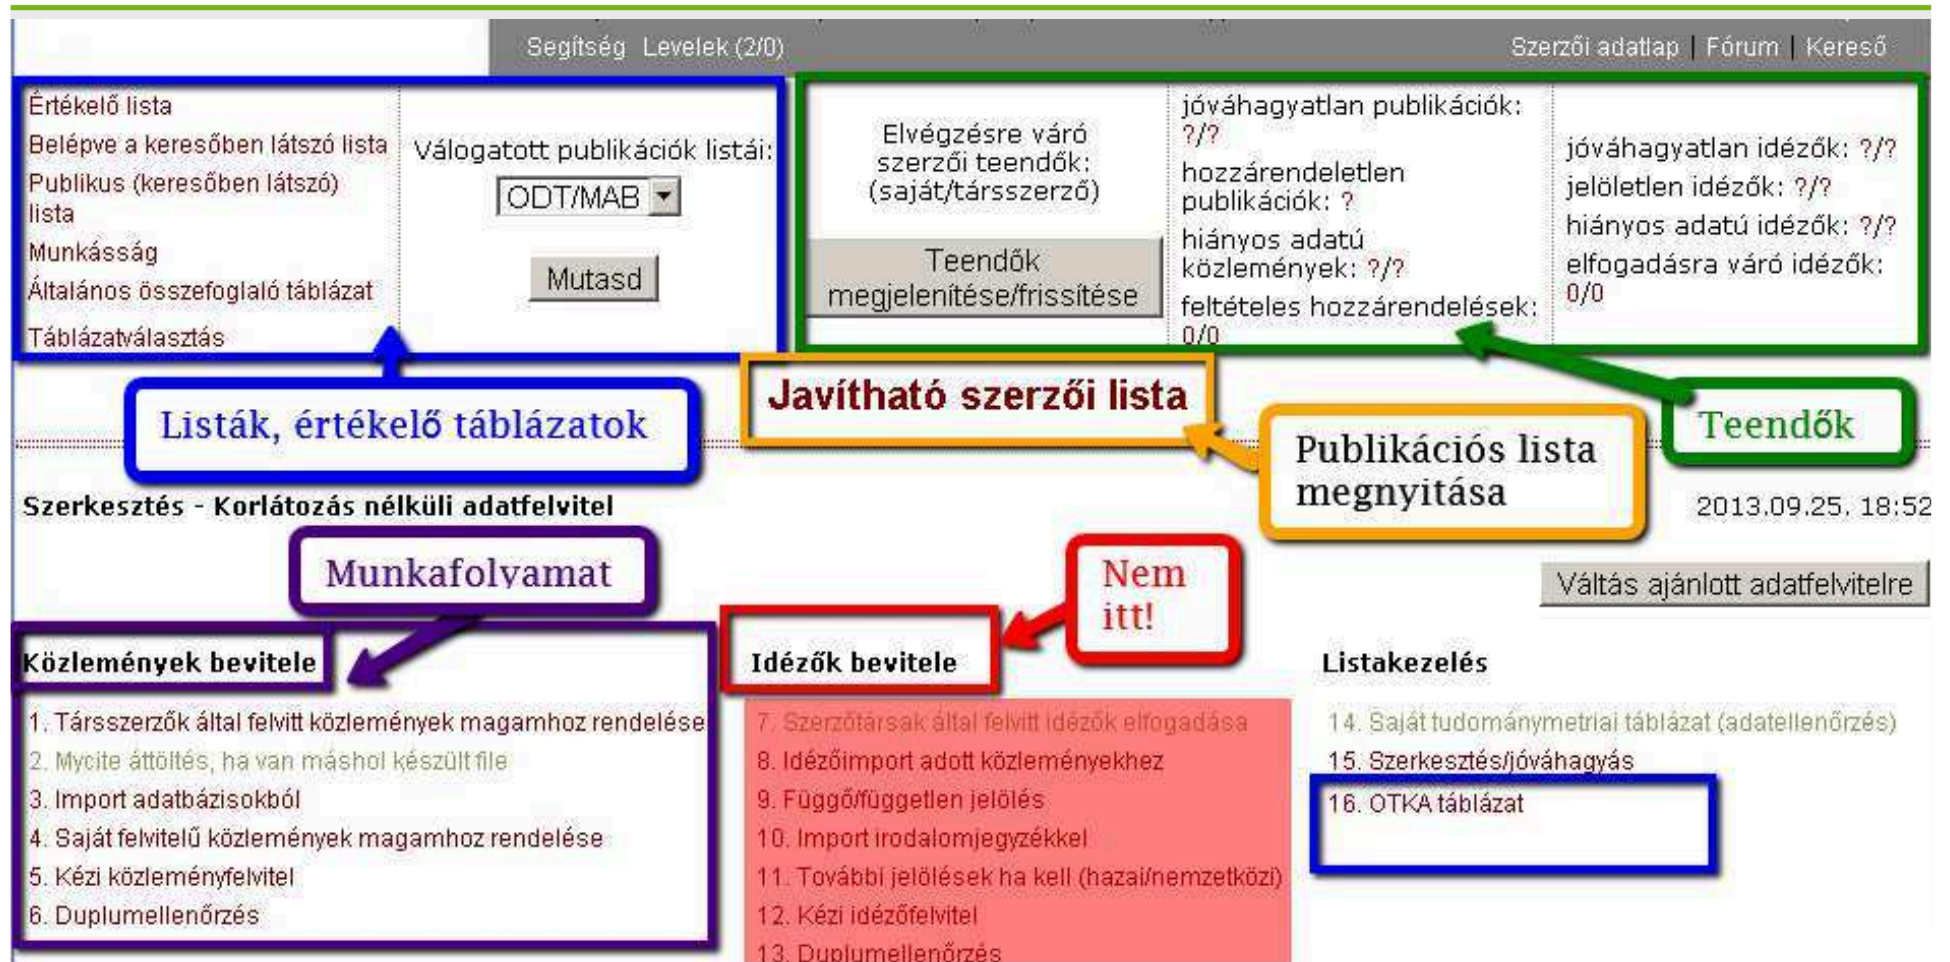 Segítség Levelek (2/0)
Szerzői adatlap | Fórum | Kereső
Értékelő lista
Belépve a keresőben látszó lista
Publikus (keresőben látszó)
lista
Munkásság
Általános összefoglaló táblázat
Táblázatválasztás
Válogatott publikációk listái:
ODT/MAB
Mutasd
Elvégzésre váró
szerzői teendők:
(saját/társszerző)
Teendők
megjelenítése/frissítése
jóváhagyatlan publikációk:
?/?
hozzárendeletlen
publikációk: ?
hiányos adatú
közlemények: ?/?
feltételes hozzárendelések:
0/0
jóváhagyatlan idézők: ?/?
jelöletlen idézők: ?/?
hiányos adatú idézők: ?/?
elfogadásra váró idézők:
0/0
Listák, értékelő táblázatok
Javítható szerzői lista
Publikációs lista
megnyitása
Teendők
Szerkesztés - Korlátozás nélküli adatfelvitel
2013.09.25. 18:52
Munkafolyamat
Nem
itt!
Váltás ajánlott adatfelvitelre
Közlemények bevitele
1. Társszerzők által felvitt közlemények magamhoz rendelése
2. Mycite áttöltés, ha van máshol készült file
3. Import adatbázisokból
4. Saját felvitelű közlemények magamhoz rendelése
5. Kézi közleményfelvitel
6. Duplumellenőrzés
Idézők bevitele
7. Szerzőtársak által felvitt idézők elfogadása
8. Idézőimport adott közleményekhez
9. Függő/független jelölés
10. Import irodalomjegyzékkel
11. További jelölések ha kell (hazai/nemzetközi)
12. Kézi idézőfelvitel
13. Duplumellenőrzés
Listakezelés
14. Saját tudománymetriai táblázat (adatellenőrzés)
15. Szerkesztés/jóváhagyás
16. OTKA táblázat